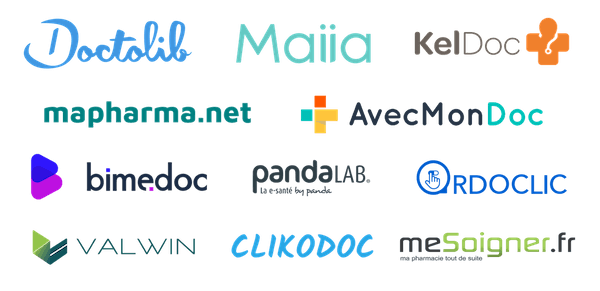 Doctolib
Maiia
KelDoc
mapharma.net
AvecMonDoc
bimedoc
pandaLAB®
La e-santé by panda
ORDOCLIC
VALWIN
CLIKODOC
meSoigner.fr
ma pharmacie tout de suite